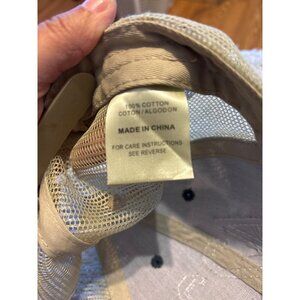 100% COTTON
COTON/ALGODON
MADE IN CHINA
FOR CARE INSTRUCTIONS
SEE REVERSE